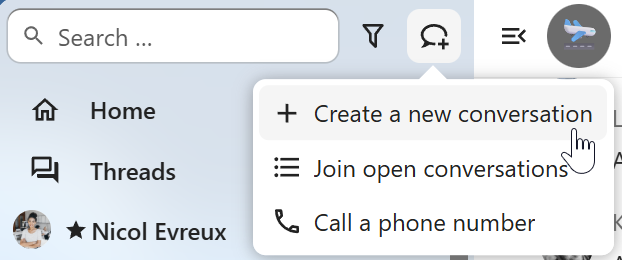 Search ...
Home
Create a new conversation
Threads
Join open conversations
Nicol Evreux
Call a phone number